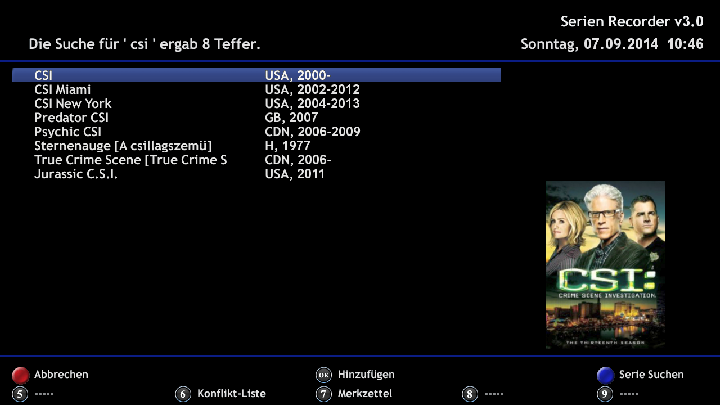 Serien Recorder v3.0
Die Suche für ' csi ' ergab 8 Teffer.
Sonntag, 07.09.2014 10:46
CSI USA, 2000-
CSI Miami USA, 2002-2012
CSI New York USA, 2004-2013
Predator CSI GB, 2007
Psychic CSI CDN, 2006-2009
Sternenauge [A csillagszemü] H, 1977
True Crime Scene [True Crime S CDN, 2006-
Jurassic C.S.I. USA, 2011
CSI:
CRIME SCENE INVESTIGATION
THE THIRTEENTH SEASON
Abbrechen OK Hinzufügen Serie Suchen
5 ----- 6 Konflikt-Liste 7 Merkzettel 8 ----- 9 -----